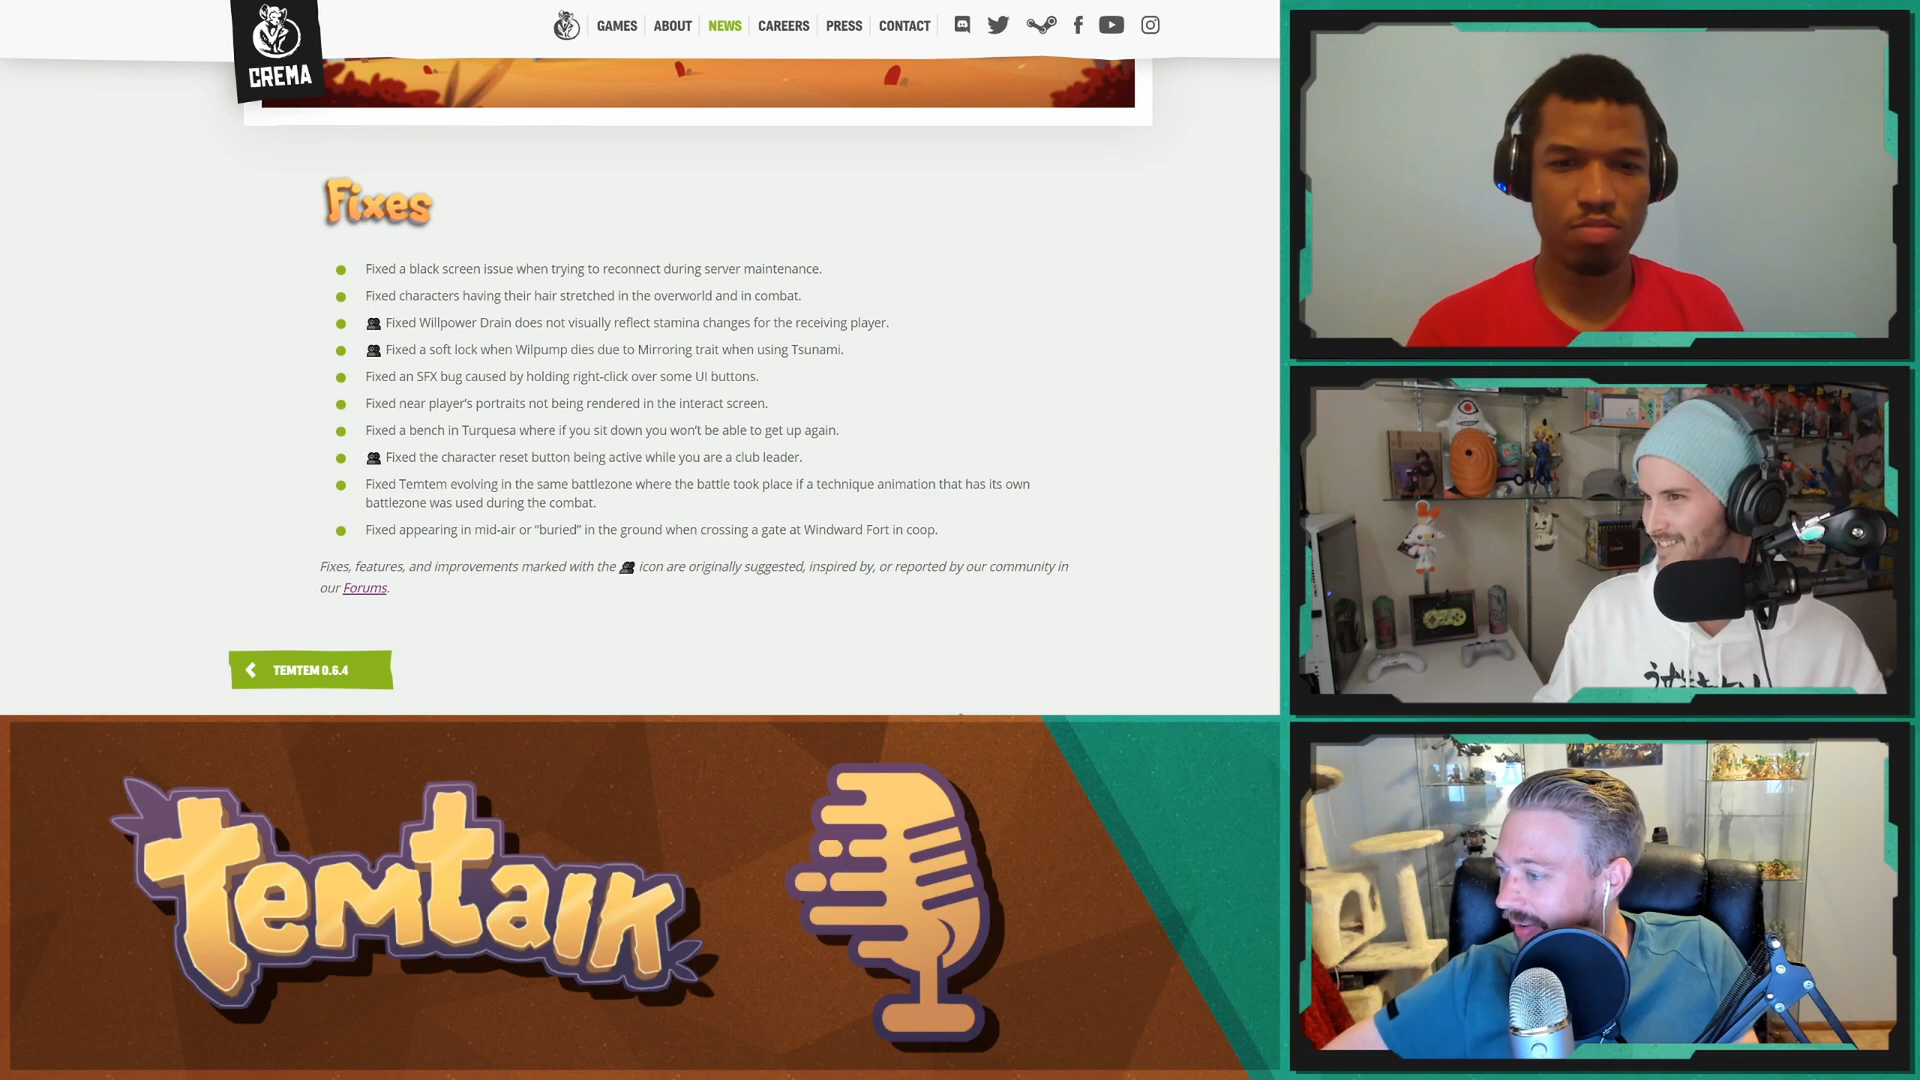 CREMA
GAMES
ABOUT
NEWS
CAREERS
PRESS
CONTACT
Fixes
Fixed a black screen issue when trying to reconnect during server maintenance.
Fixed characters having their hair stretched in the overworld and in combat.
Fixed Willpower Drain does not visually reflect stamina changes for the receiving player.
Fixed a soft lock when Wilpump dies due to Mirroring trait when using Tsunami.
Fixed an SFX bug caused by holding right-click over some UI buttons.
Fixed near player's portraits not being rendered in the interact screen.
Fixed a bench in Turquesa where if you sit down you won't be able to get up again.
Fixed the character reset button being active while you are a club leader.
Fixed Temtem evolving in the same battlezone where the battle took place if a technique animation that has its own
battlezone was used during the combat.
Fixed appearing in mid-air or “buried” in the ground when crossing a gate at Windward Fort in coop.
Fixes, features, and improvements marked with the icon are originally suggested, inspired by, or reported by our community in
our Forums.
TEMTEM 0.6.4
temtalk